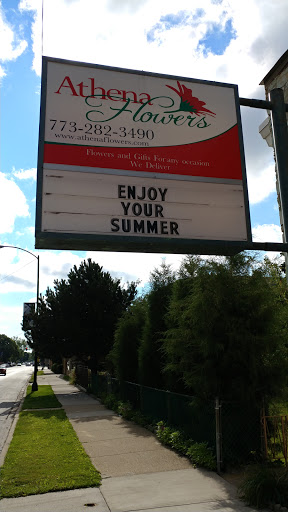 Athena
Flowers
773-282-3490
www.athenaflowers.com
Flowers and Gifts For any occasion
We Deliver
ENJOY
YOUR
SUMMER